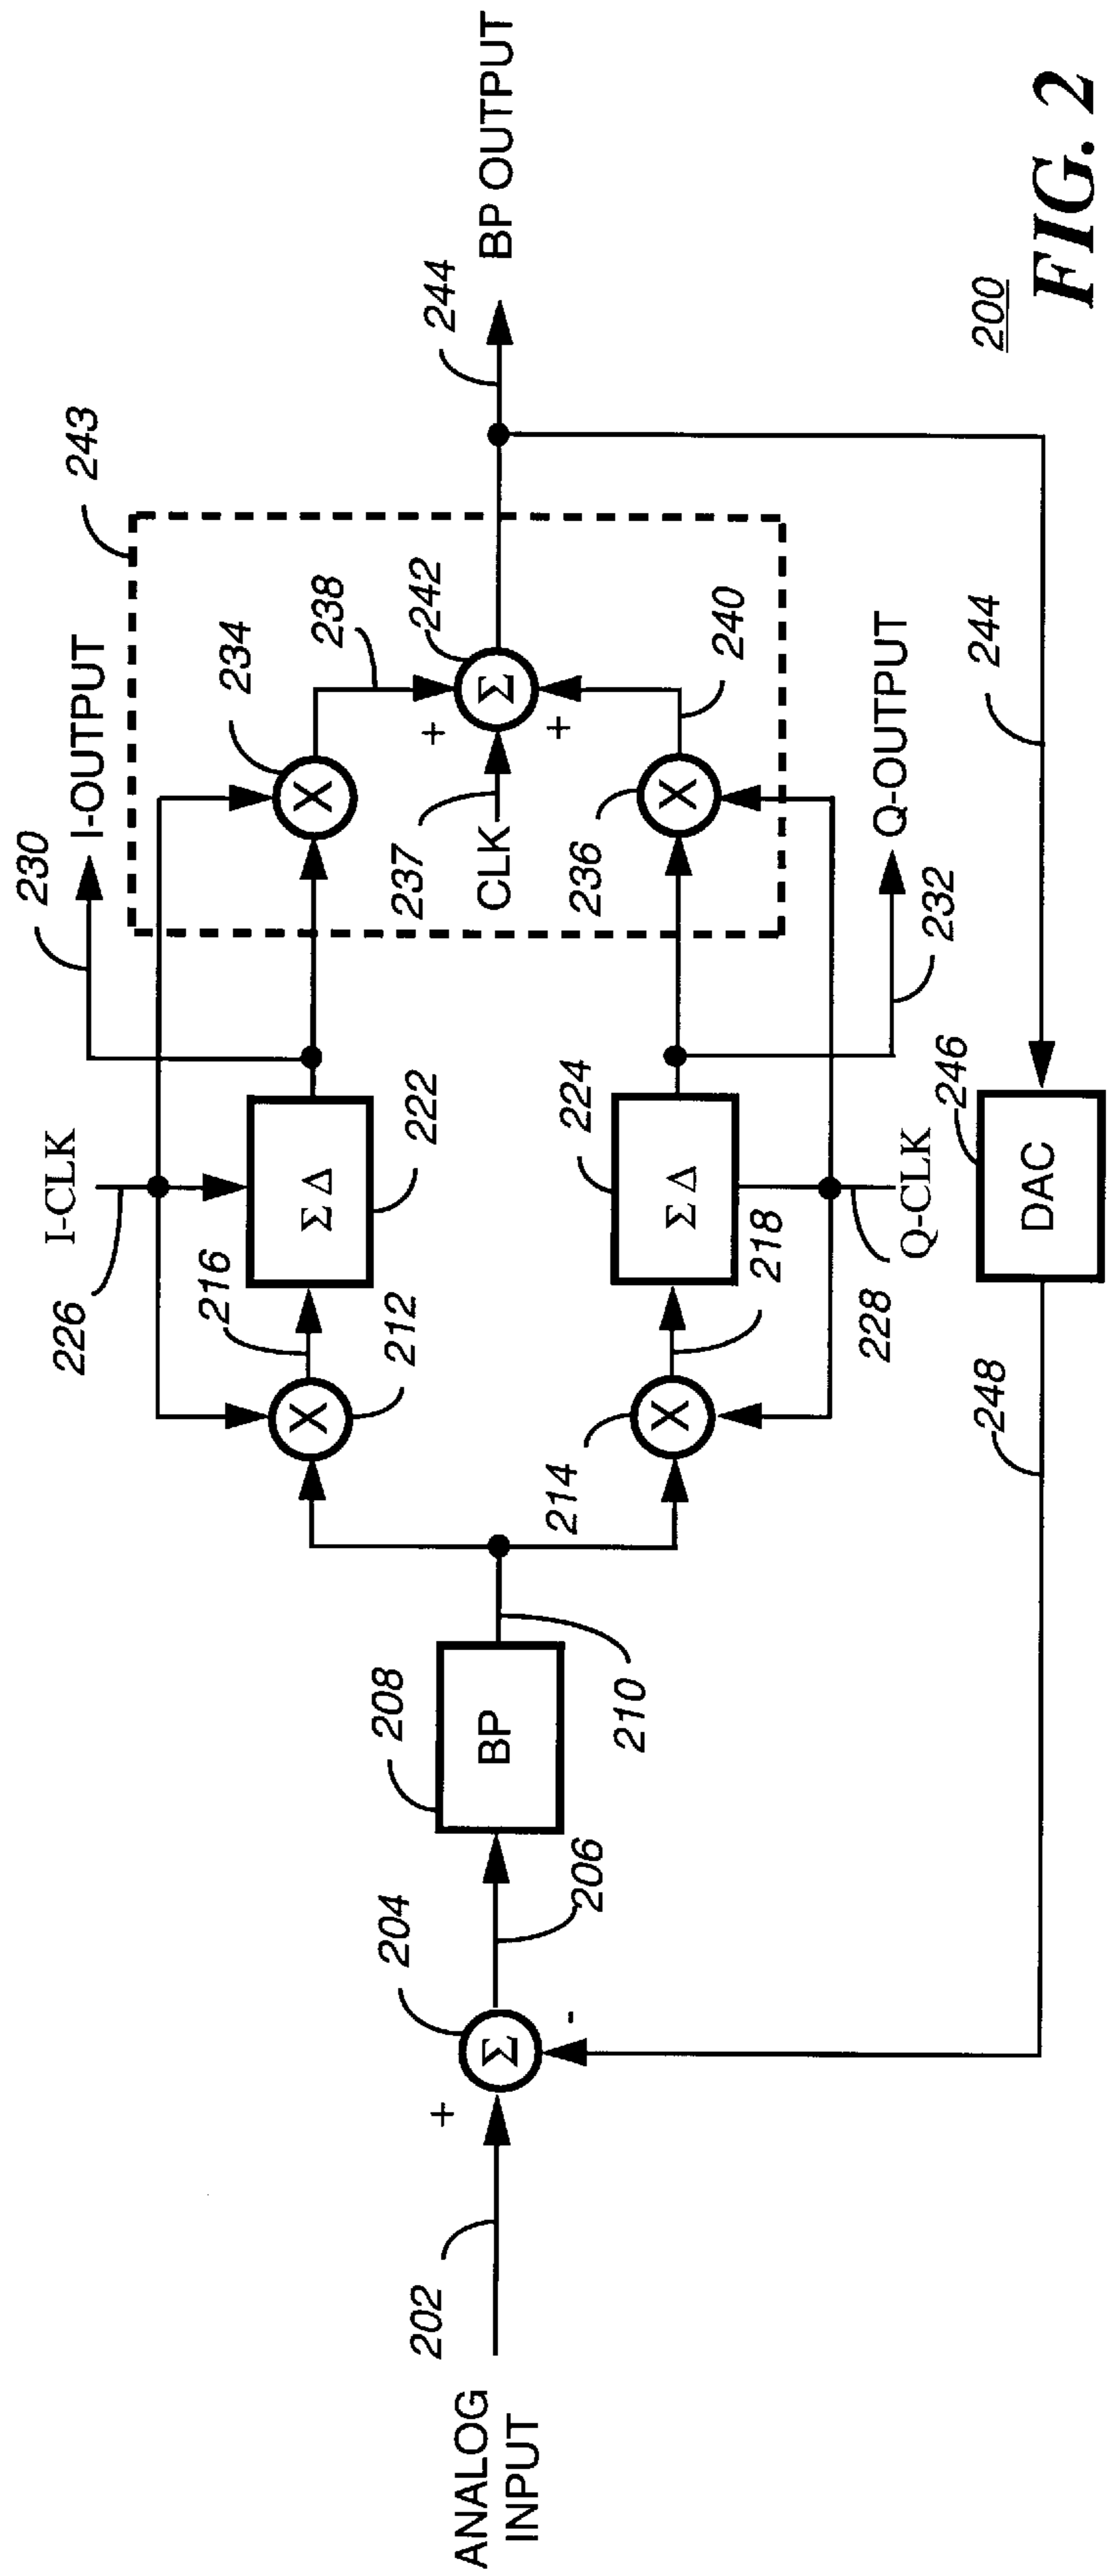 230
I-OUTPUT
243
226
I-CLK
216
222
212
234
238
242
244
BP OUTPUT
+
Σ
X
X
Σ Δ
237
CLK
+
236
X
240
ANALOG
INPUT
202
+
204
Σ
-
206
208
BP
210
214
X
218
224
Σ Δ
228
Q-CLK
232
Q-OUTPUT
248
246
DAC
244
200
FIG. 2